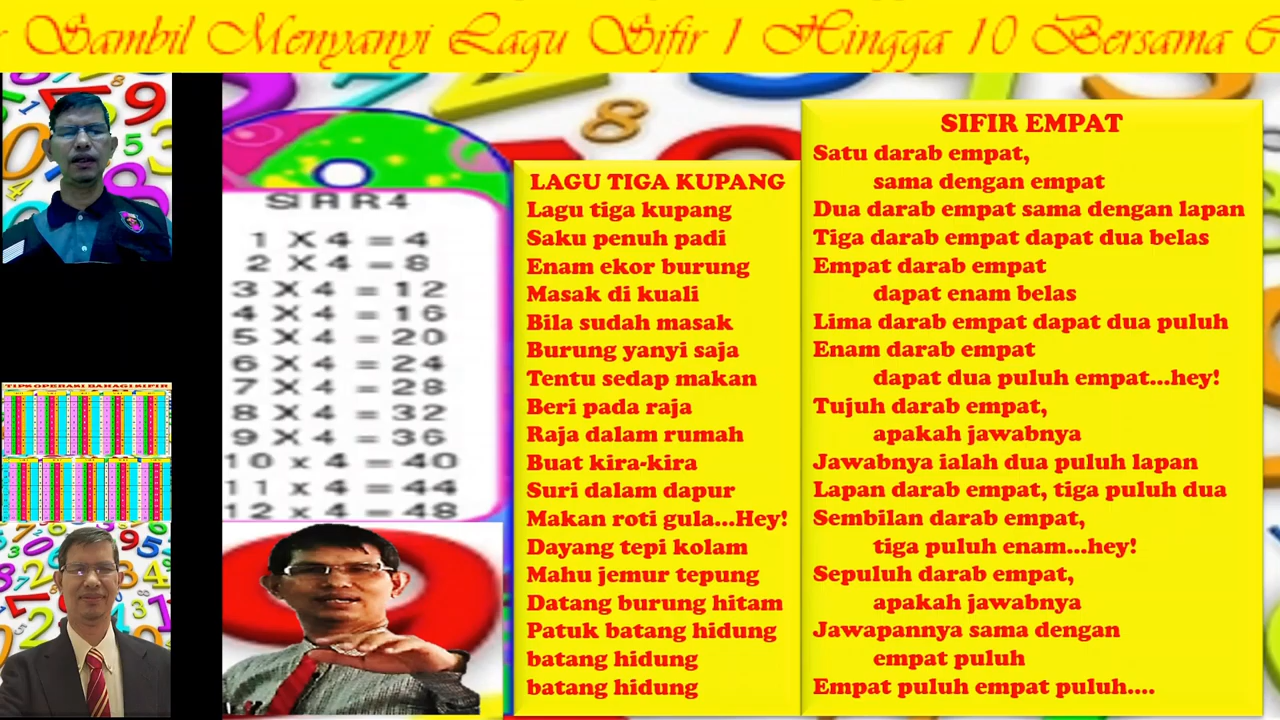 Sambil Menyanyi Lagu Sifir 1 Hingga 10 Bersama C
TIPS OPERASI BAHAGI SIFIR
1 X 4 = 4
2 X 4 = 8
3 X 4 = 12
4 X 4 = 16
5 X 4 = 20
6 X 4 = 24
7 X 4 = 28
8 X 4 = 32
9 X 4 = 36
10 x 4 = 40
11 x 4 = 44
12 x 4 = 48
LAGU TIGA KUPANG
Lagu tiga kupang
Saku penuh padi
Enam ekor burung
Masak di kuali
Bila sudah masak
Burung yanyi saja
Tentu sedap makan
Beri pada raja
Raja dalam rumah
Buat kira-kira
Suri dalam dapur
Makan roti gula...Hey!
Dayang tepi kolam
Mahu jemur tepung
Datang burung hitam
Patuk batang hidung
batang hidung
batang hidung
SIFIR EMPAT
Satu darab empat,
sama dengan empat
Dua darab empat sama dengan lapan
Tiga darab empat dapat dua belas
Empat darab empat
dapat enam belas
Lima darab empat dapat dua puluh
Enam darab empat
dapat dua puluh empat...hey!
Tujuh darab empat,
apakah jawabnya
Jawabnya ialah dua puluh lapan
Lapan darab empat, tiga puluh dua
Sembilan darab empat,
tiga puluh enam...hey!
Sepuluh darab empat,
apakah jawabnya
Jawapannya sama dengan
empat puluh
Empat puluh empat puluh....